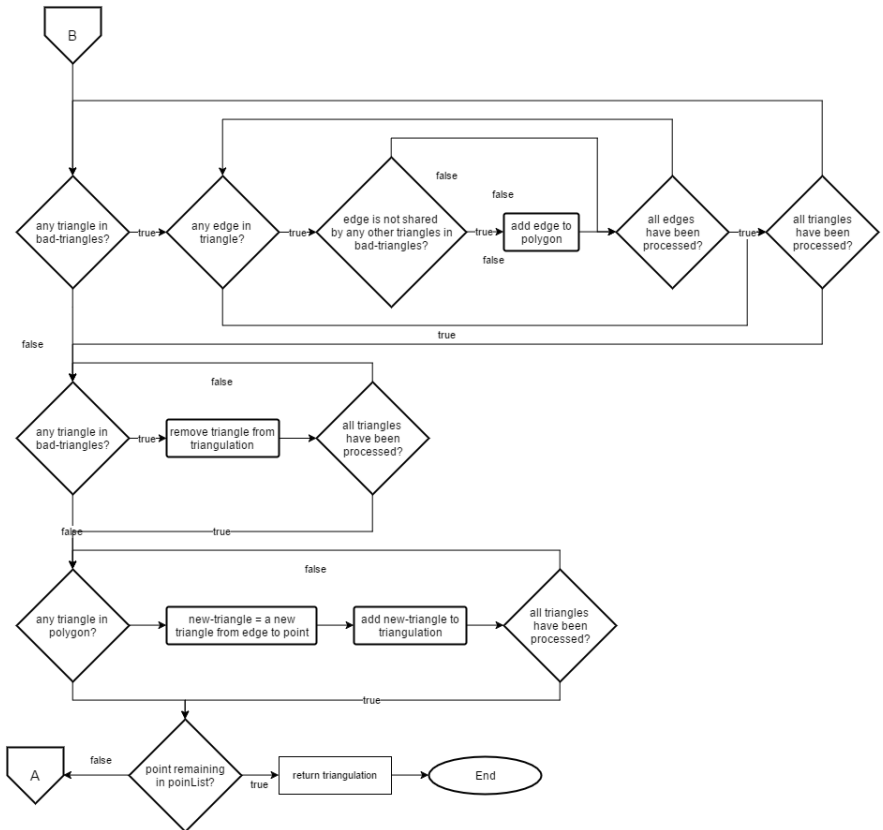 B
false
false
any triangle in
bad-triangles?
true
any edge in
triangle?
true
edge is not shared
by any other triangles in
bad-triangles?
true
false
add edge to
polygon
all edges
have been
processed?
true
all triangles
have been
processed?
true
false
false
any triangle in
bad-triangles?
true
remove triangle from
triangulation
all triangles
have been
processed?
false
true
false
any triangle in
polygon?
new-triangle = a new
triangle from edge to point
add new-triangle to
triangulation
all triangles
have been
processed?
true
false
A
point remaining
in poinList?
true
return triangulation
End